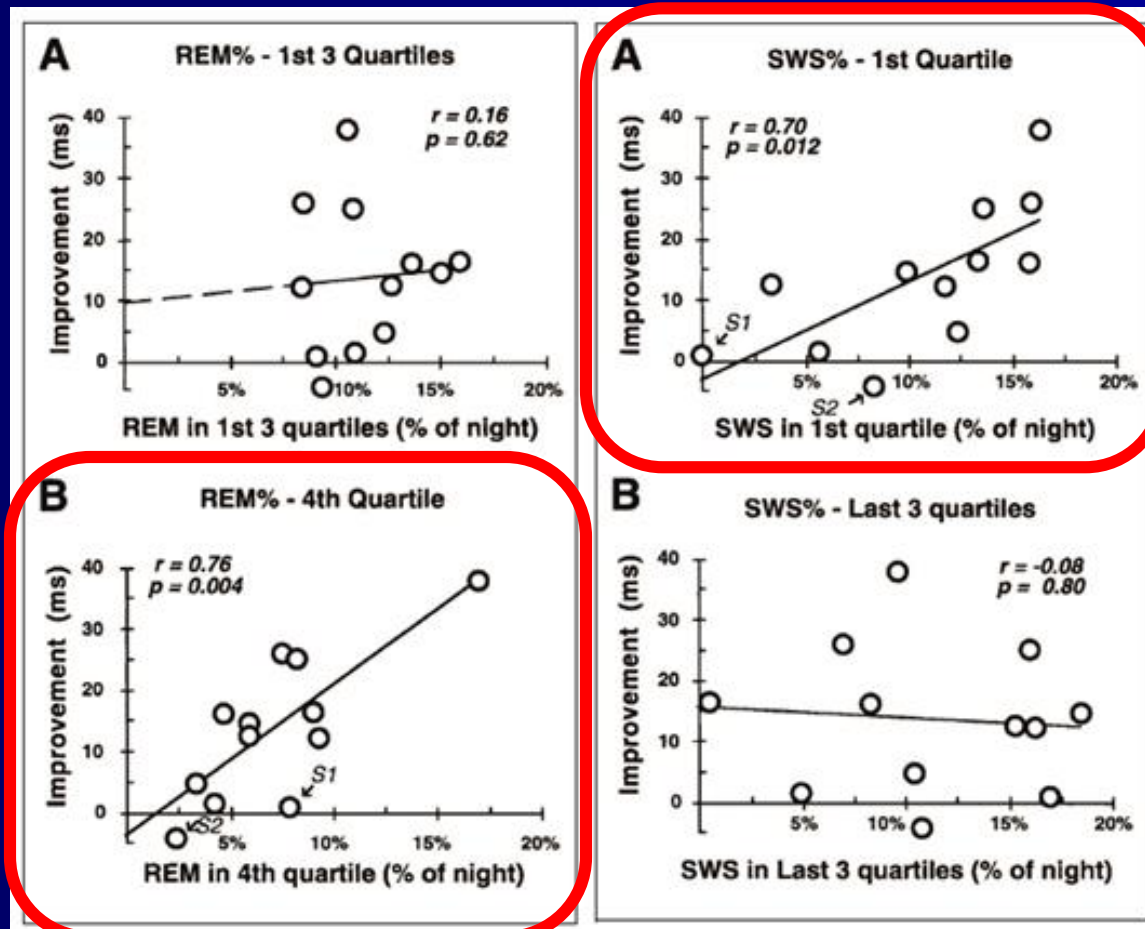 A
REM% - 1st 3 Quartiles
r = 0.16
p = 0.62
Improvement (ms)
40
30
20
10
0
5%
10%
15%
20%
REM in 1st 3 quartiles (% of night)
A
SWS% - 1st Quartile
r = 0.70
p = 0.012
Improvement (ms)
40
30
20
10
0
S1
5%
10%
15%
20%
S2
SWS in 1st quartile (% of night)
B
REM% - 4th Quartile
r = 0.76
p = 0.004
Improvement (ms)
40
30
20
10
0
S1
S2
5%
10%
15%
20%
REM in 4th quartile (% of night)
B
SWS% - Last 3 quartiles
r = -0.08
p = 0.80
Improvement (ms)
40
30
20
10
0
5%
10%
15%
20%
SWS in Last 3 quartiles (% of night)